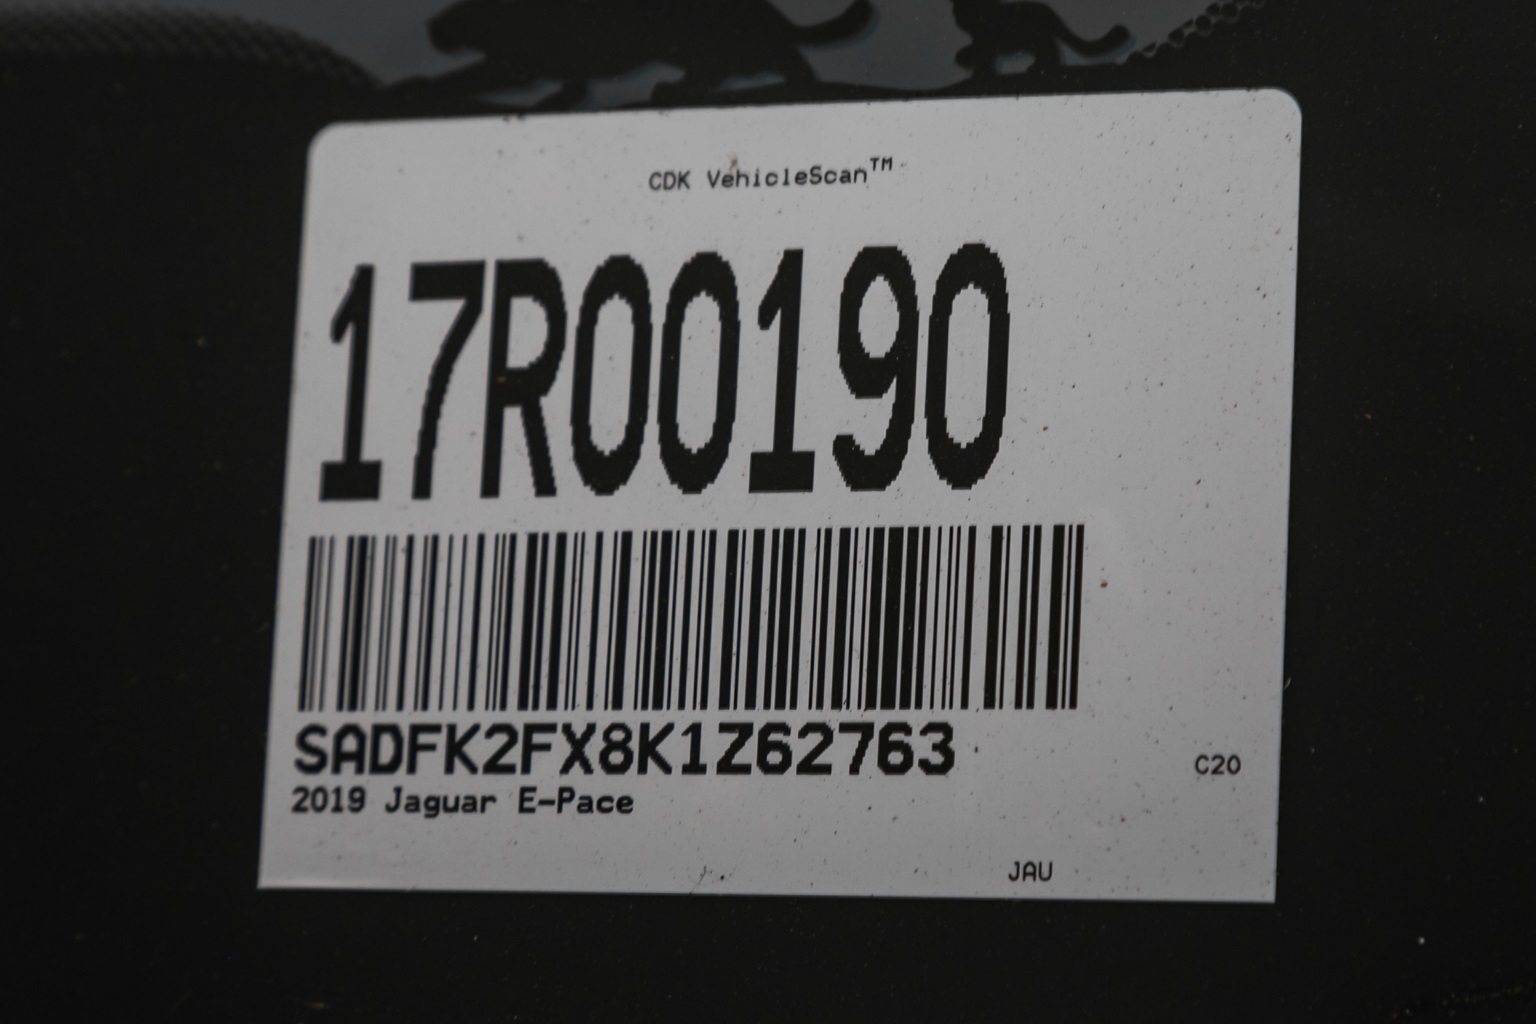 CDK VehicleScan™
17R00190
SADFK2FX8K1Z62763
C20
2019 Jaguar E-Pace
JAU